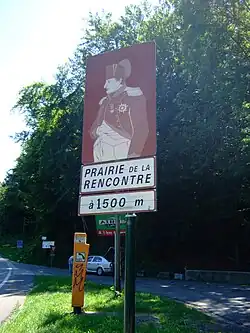 PRAIRIE DE LA
RENCONTRE
à 1500 m